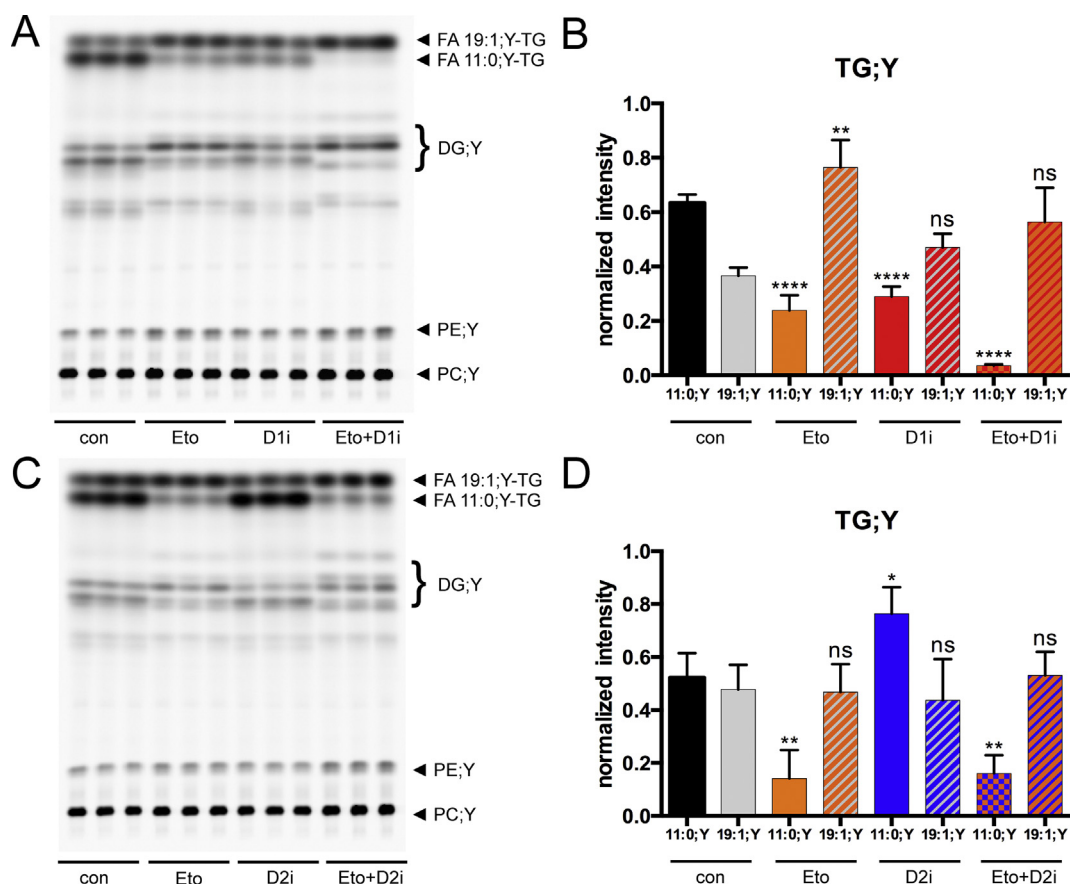 A
FA 19:1;Y-TG
FA 11:0;Y-TG
DG;Y
PE;Y
PC;Y
con Eto D1i Eto+D1i
B
TG;Y
normalized intensity
1.0
0.8
0.6
0.4
0.2
0.0
**
ns
ns
****
****
****
11:0;Y 19:1;Y 11:0;Y 19:1;Y 11:0;Y 19:1;Y 11:0;Y 19:1;Y
con Eto D1i Eto+D1i
C
FA 19:1;Y-TG
FA 11:0;Y-TG
DG;Y
PE;Y
PC;Y
con Eto D2i Eto+D2i
D
TG;Y
normalized intensity
1.0
0.8
0.6
0.4
0.2
0.0
*
ns
ns
ns
**
**
11:0;Y 19:1;Y 11:0;Y 19:1;Y 11:0;Y 19:1;Y 11:0;Y 19:1;Y
con Eto D2i Eto+D2i